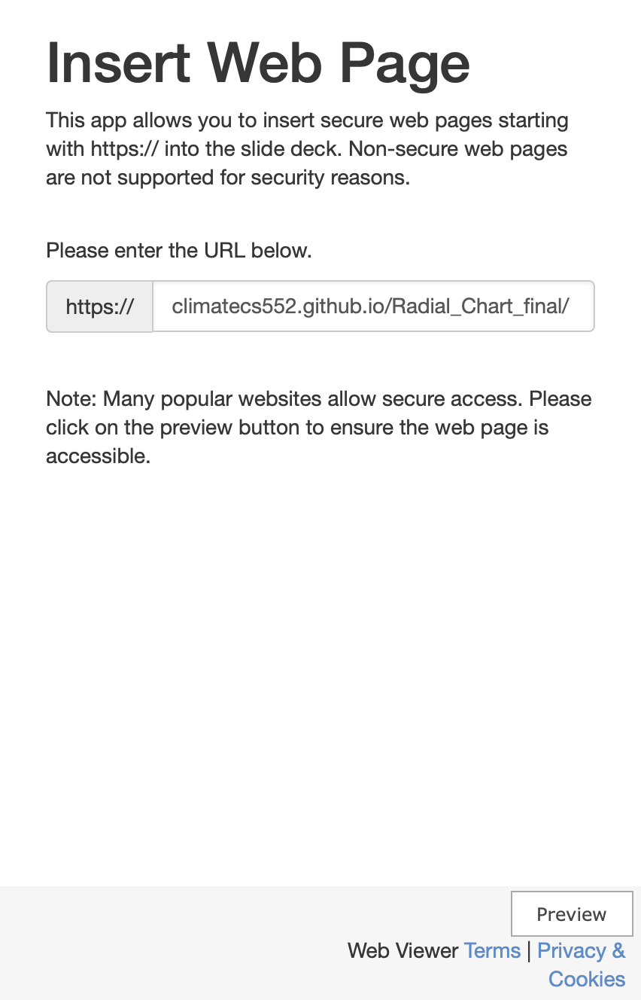 Insert Web Page
This app allows you to insert secure web pages starting
with https:// into the slide deck. Non-secure web pages
are not supported for security reasons.
Please enter the URL below.
https:// climatecs552.github.io/Radial_Chart_final/
Note: Many popular websites allow secure access. Please
click on the preview button to ensure the web page is
accessible.
Preview
Web Viewer Terms | Privacy &
Cookies